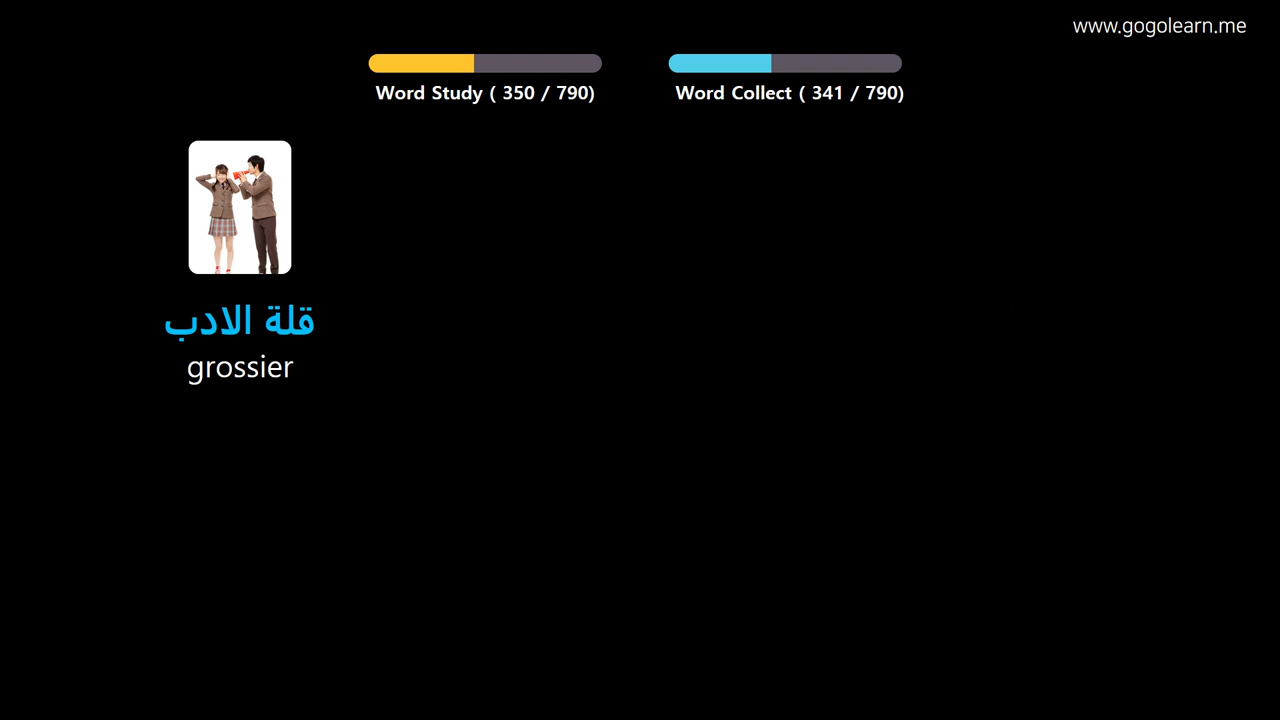 www.gogolearn.me
Word Study ( 350 / 790)
Word Collect ( 341 / 790)
قلة الادب
grossier